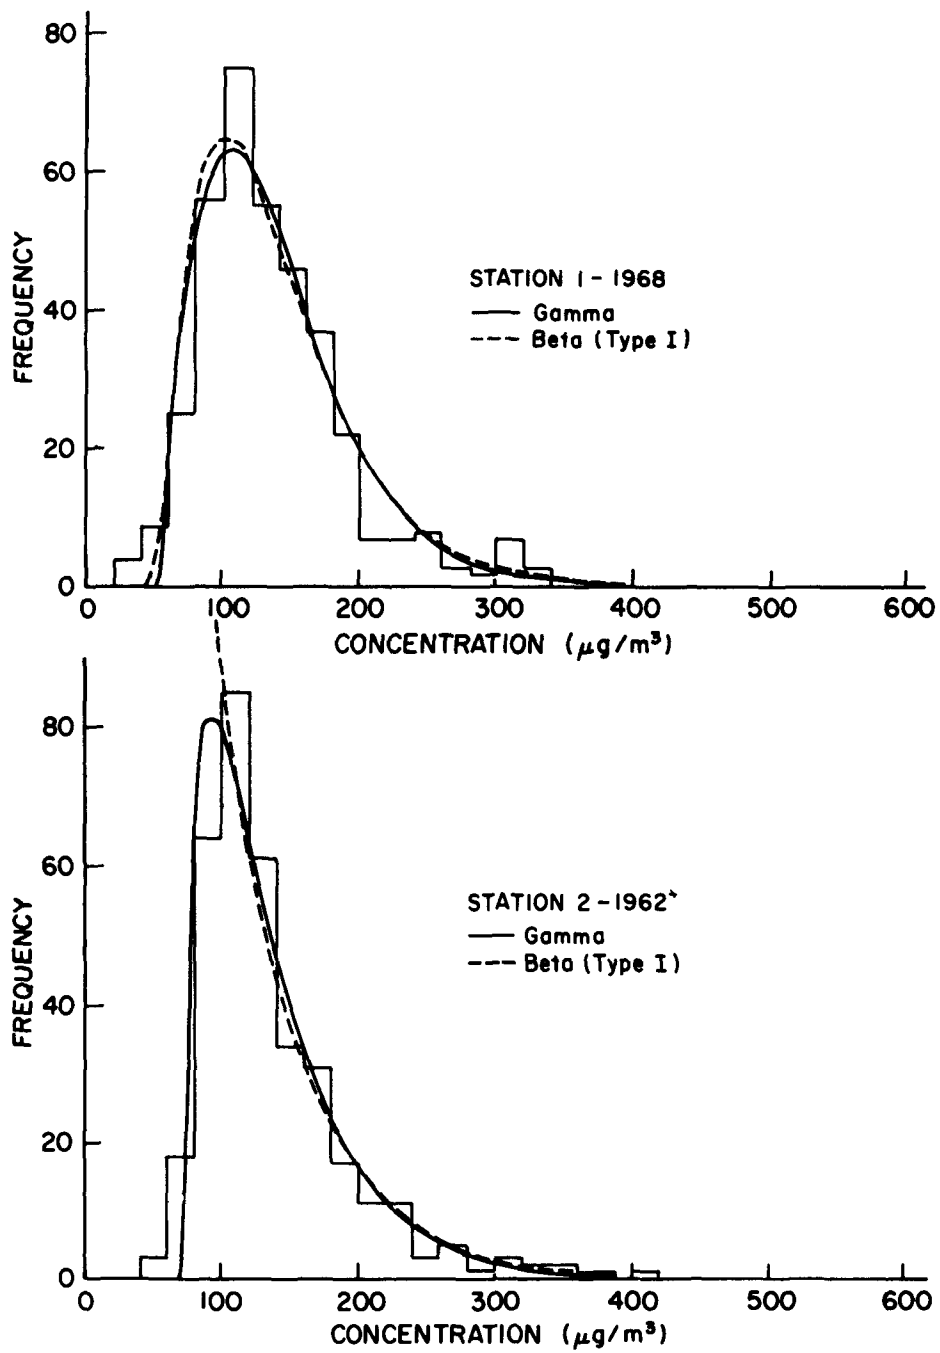 80
60
40
20
0
FREQUENCY
STATION 1 - 1968
Gamma
Beta (Type I)
0 100 200 300 400 500 600
CONCENTRATION (μg/m³)
80
60
40
20
0
FREQUENCY
STATION 2 - 1962+
Gamma
Beta (Type I)
0 100 200 300 400 500 600
CONCENTRATION (μg/m³)